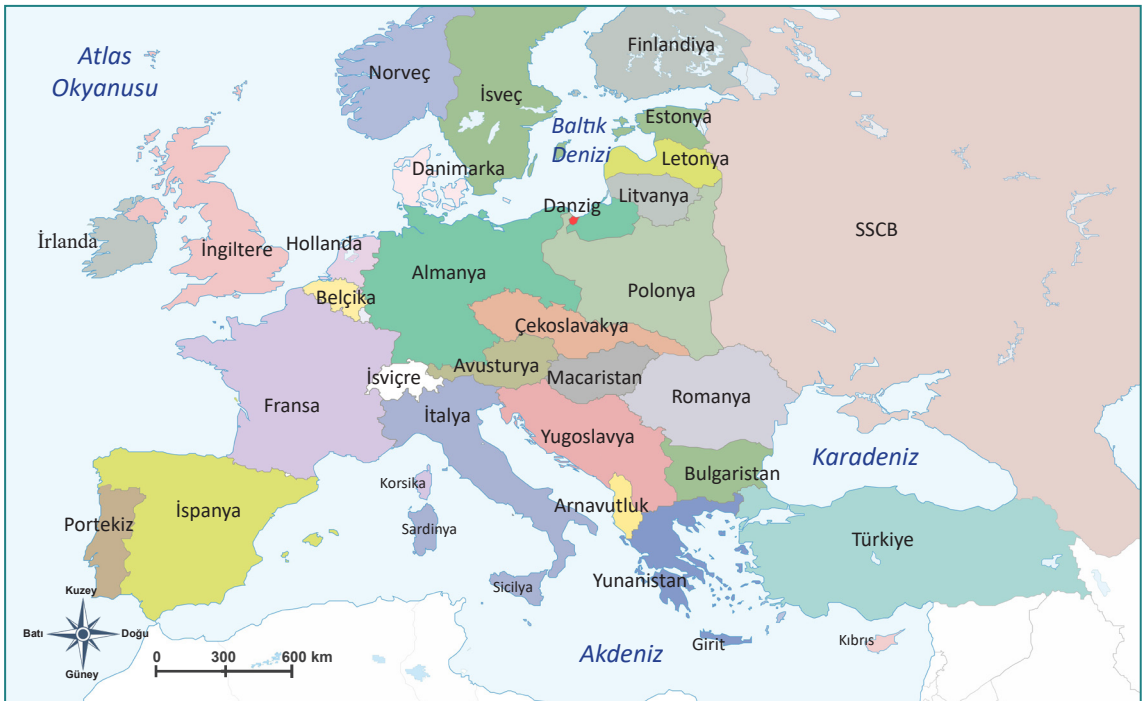 Atlas
Okyanusu
Norveç
İsveç
Finlandiya
Estonya
Baltık
Denizi
Letonya
Danimarka
Litvanya
Danzig
İrlanda
İngiltere
Hollanda
SSCB
Almanya
Belçika
Polonya
Çekoslavakya
Avusturya
İsviçre
Macaristan
Fransa
İtalya
Romanya
Yugoslavya
Karadeniz
Bulgaristan
Korsika
Arnavutluk
İspanya
Portekiz
Sardinya
Türkiye
Sicilya
Yunanistan
Kuzey
Batı
Doğu
Güney
Girit
Kıbrıs
Akdeniz
0 300 600 km